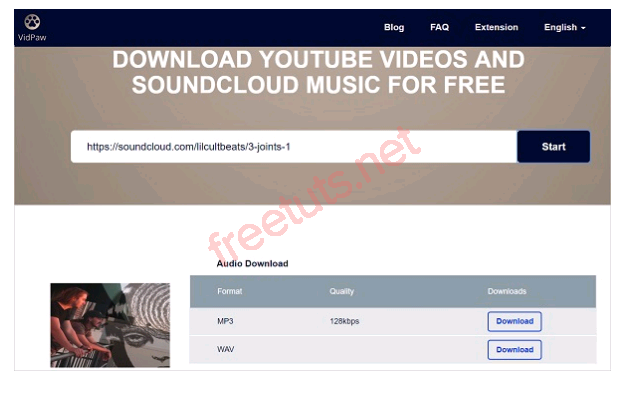 VidPaw
Blog FAQ Extension English
DOWNLOAD YOUTUBE VIDEOS AND
SOUNDCLOUD MUSIC FOR FREE
https://soundcloud.com/lilcultbeats/3-joints-1 Start
freetuts.net
Audio Download
Format Quality Downloads
MP3 128kbps Download
WAV Download